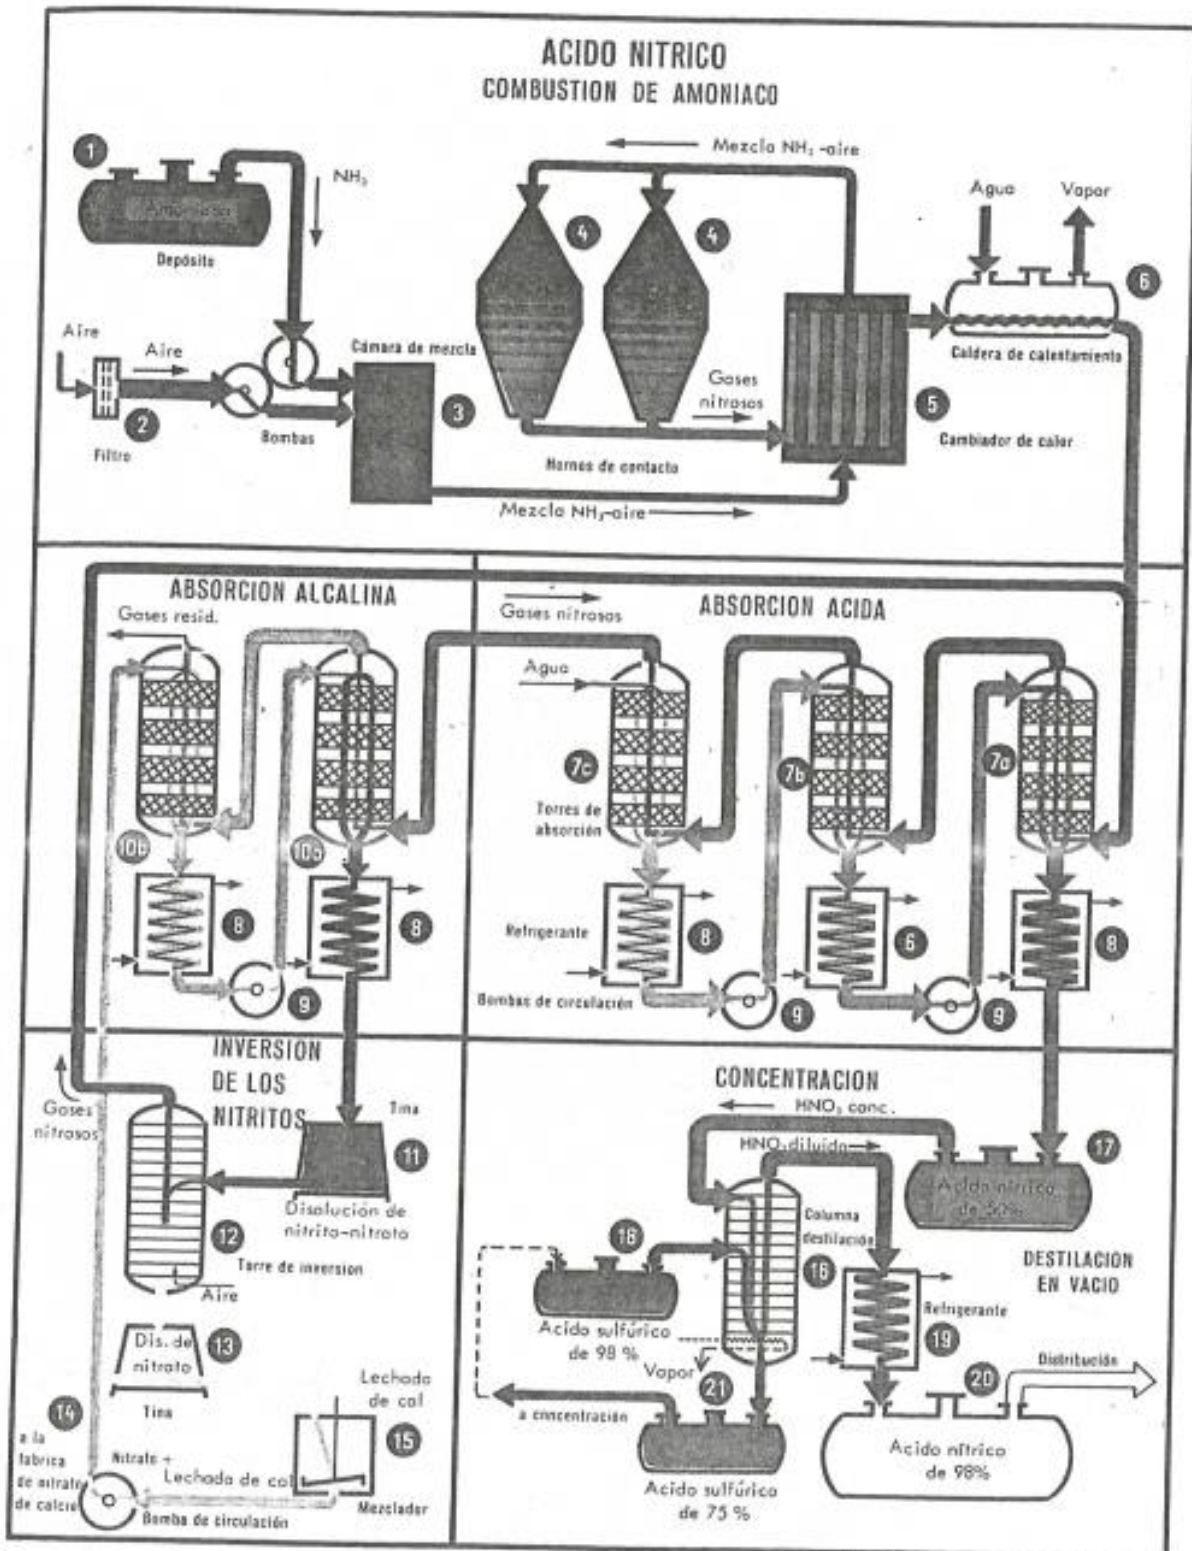 ACIDO NITRICO
COMBUSTION DE AMONIACO
1
NH3
Amoniaco
Depósito
Mezcla NH3-aire
4
4
Agua
Vapor
6
Caldera de calentamiento
Aire
Aire
2
Filtro
Bombas
Cámara de mezcla
3
Gases
nitrosos
5
Cambiador de calor
Hornos de contacto
Mezcla NH3-aire
ABSORCION ALCALINA
Gases resid.
10b
10a
8
8
9
Gases nitrosos
ABSORCION ACIDA
Agua
7c
7b
7a
Torres de
absorción
Refrigerante
8
6
8
Bombas de circulación
9
9
INVERSION
DE LOS
NITRITOS
Gases
nitrosos
Tina
11
Disolución de
nitrito-nitrato
12
Torre de inversion
Aire
Dis. de
nitrato
13
Tina
14
a la
fabrica
de nitrato
de calcio
Nitrato +
Lechada de cal
Bomba de circulación
Lechada
de cal
15
Mezclador
CONCENTRACION
HNO3 conc.
HNO3 diluido
17
Acido nítrico
de 50%
Columna
destilación
16
18
Acido sulfúrico
de 98 %
DESTILACION
EN VACIO
Refrigerante
19
Vapor
21
a concentración
Acido sulfúrico
de 75 %
20
Distribución
Acido nítrico
de 98%